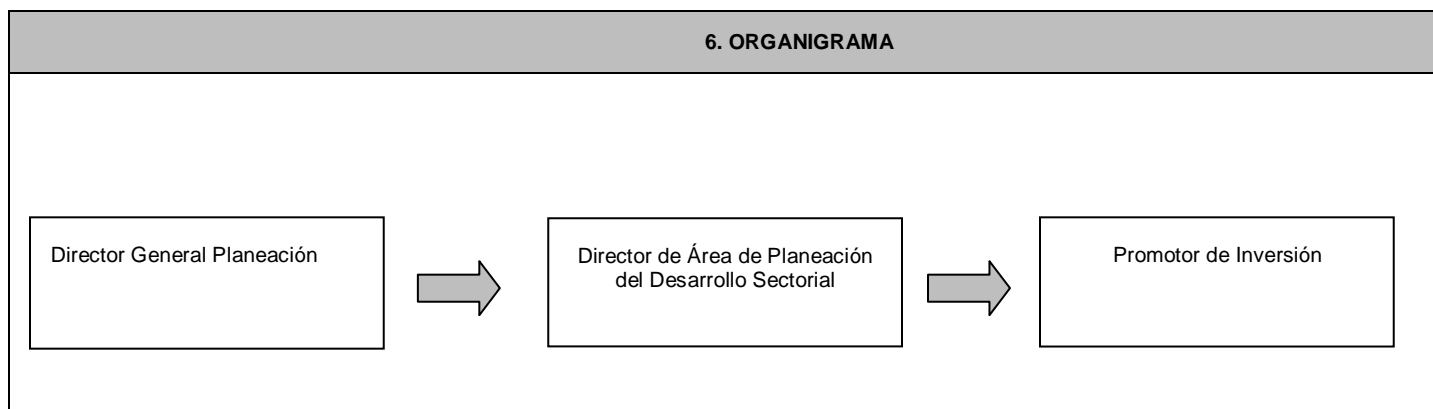 6. ORGANIGRAMA
Director General Planeación
Director de Área de Planeación
del Desarrollo Sectorial
Promotor de Inversión